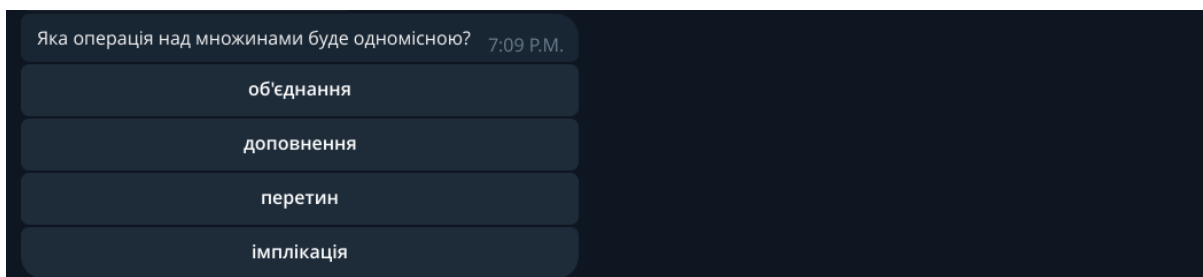 Яка операція над множинами буде одномісною? 7:09 P.M.
об'єднання
доповнення
перетин
імплікація